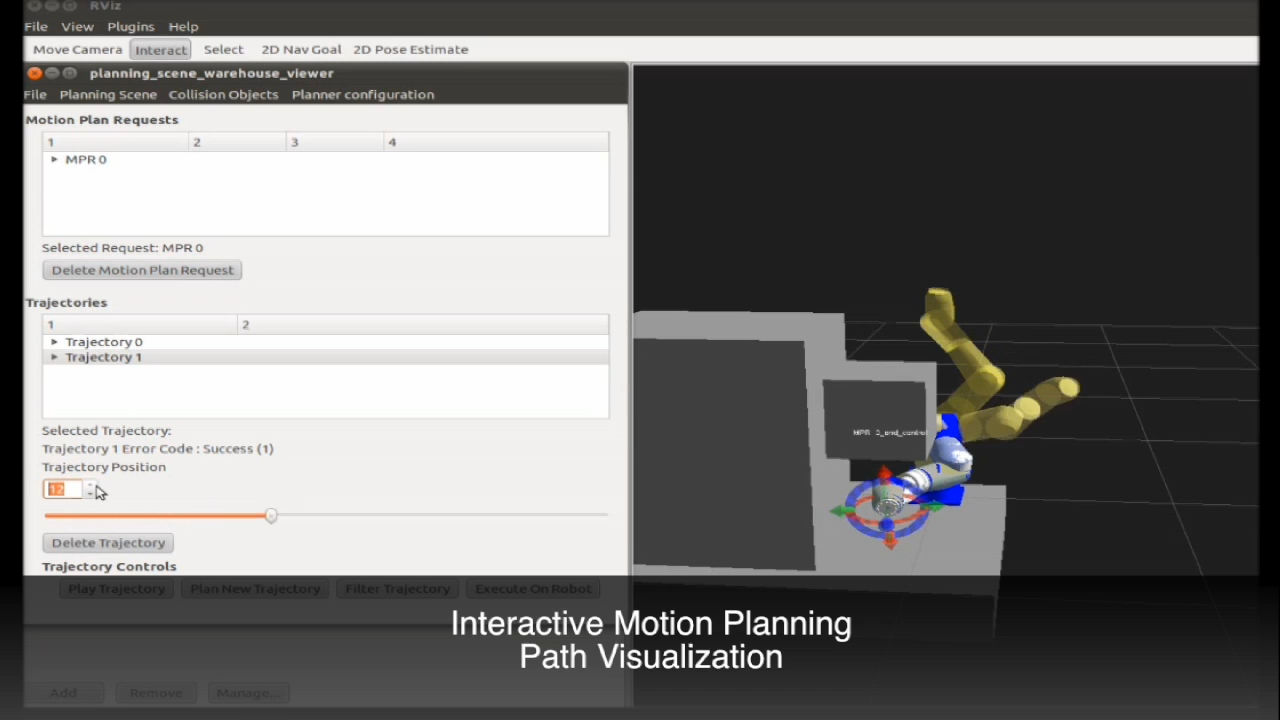 RViz
File View Plugins Help
Move Camera Interact Select 2D Nav Goal 2D Pose Estimate
planning_scene_warehouse_viewer
File Planning Scene Collision Objects Planner configuration
Motion Plan Requests
1 2 3 4
MPR 0
Selected Request: MPR 0
Delete Motion Plan Request
Trajectories
1 2
Trajectory 0
Trajectory 1
Selected Trajectory:
Trajectory 1 Error Code : Success (1)
Trajectory Position
12
Delete Trajectory
Trajectory Controls
Play Trajectory Plan New Trajectory Filter Trajectory Execute On Robot
MPR 0_end_control
Interactive Motion Planning
Path Visualization
Add Remove Manage...